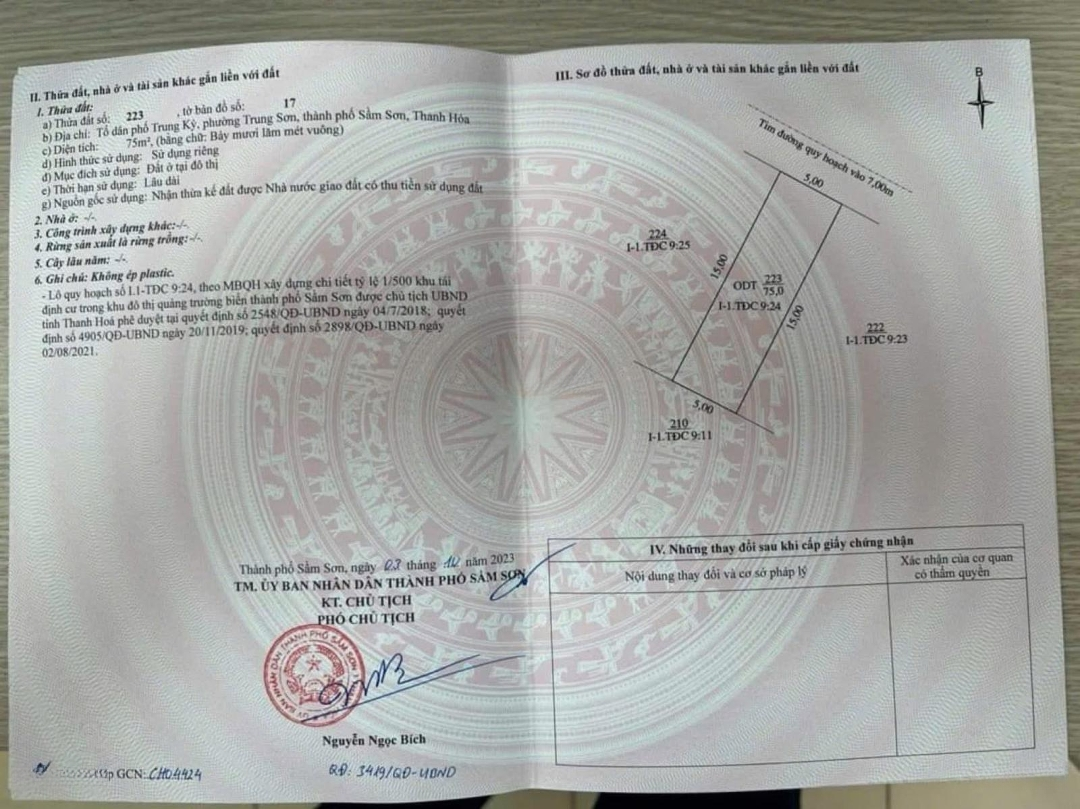 II. Thửa đất, nhà ở và tài sản khác gắn liền với đất
1. Thửa đất:
a) Thửa đất số: 223 , tờ bản đồ số: 17
b) Địa chỉ: Tổ dân phố Trung Kỳ, phường Trung Sơn, thành phố Sầm Sơn, Thanh Hóa
c) Diện tích: 75m², (bằng chữ: Bảy mươi lăm mét vuông)
d) Hình thức sử dụng: Sử dụng riêng
đ) Mục đích sử dụng: Đất ở tại đô thị
e) Thời hạn sử dụng: Lâu dài
g) Nguồn gốc sử dụng: Nhận thừa kế đất được Nhà nước giao đất có thu tiền sử dụng đất
2. Nhà ở: -/-.
3. Công trình xây dựng khác:-/-.
4. Rừng sản xuất là rừng trồng:-/-.
5. Cây lâu năm: -/-.
6. Ghi chú: Không ép plastic.
- Lô quy hoạch số I.1-TĐC 9:24, theo MBQH xây dựng chi tiết tỷ lệ 1/500 khu tái
định cư trong khu đô thị quảng trường biển thành phố Sầm Sơn được chủ tịch UBND
tỉnh Thanh Hoá phê duyệt tại quyết định số 2548/QĐ-UBND ngày 04/7/2018; quyết
định số 4905/QĐ-UBND ngày 20/11/2019; quyết định số 2898/QĐ-UBND ngày
02/08/2021.
Thành phố Sầm Sơn, ngày 03 tháng năm 2023
TM. ỦY BAN NHÂN DÂN THÀNH PHỐ SẦM SƠN
KT. CHỦ TỊCH
PHÓ CHỦ TỊCH
Nguyễn Ngọc Bích
QĐ: 3419/QĐ-UBND
cấp GCN: CH04424
III. Sơ đồ thửa đất, nhà ở và tài sản khác gắn liền với đất
B
Tim đường quy hoạch vào 7,00m
5,00
224
I-1.TĐC 9:25
15,00
ODT 223
75,0
I-1.TĐC 9:24
15,00
222
I-1.TĐC 9:23
5,00
210
I-1.TĐC 9:11
IV. Những thay đổi sau khi cấp giấy chứng nhận
Nội dung thay đổi và cơ sở pháp lý
Xác nhận của cơ quan
có thẩm quyền